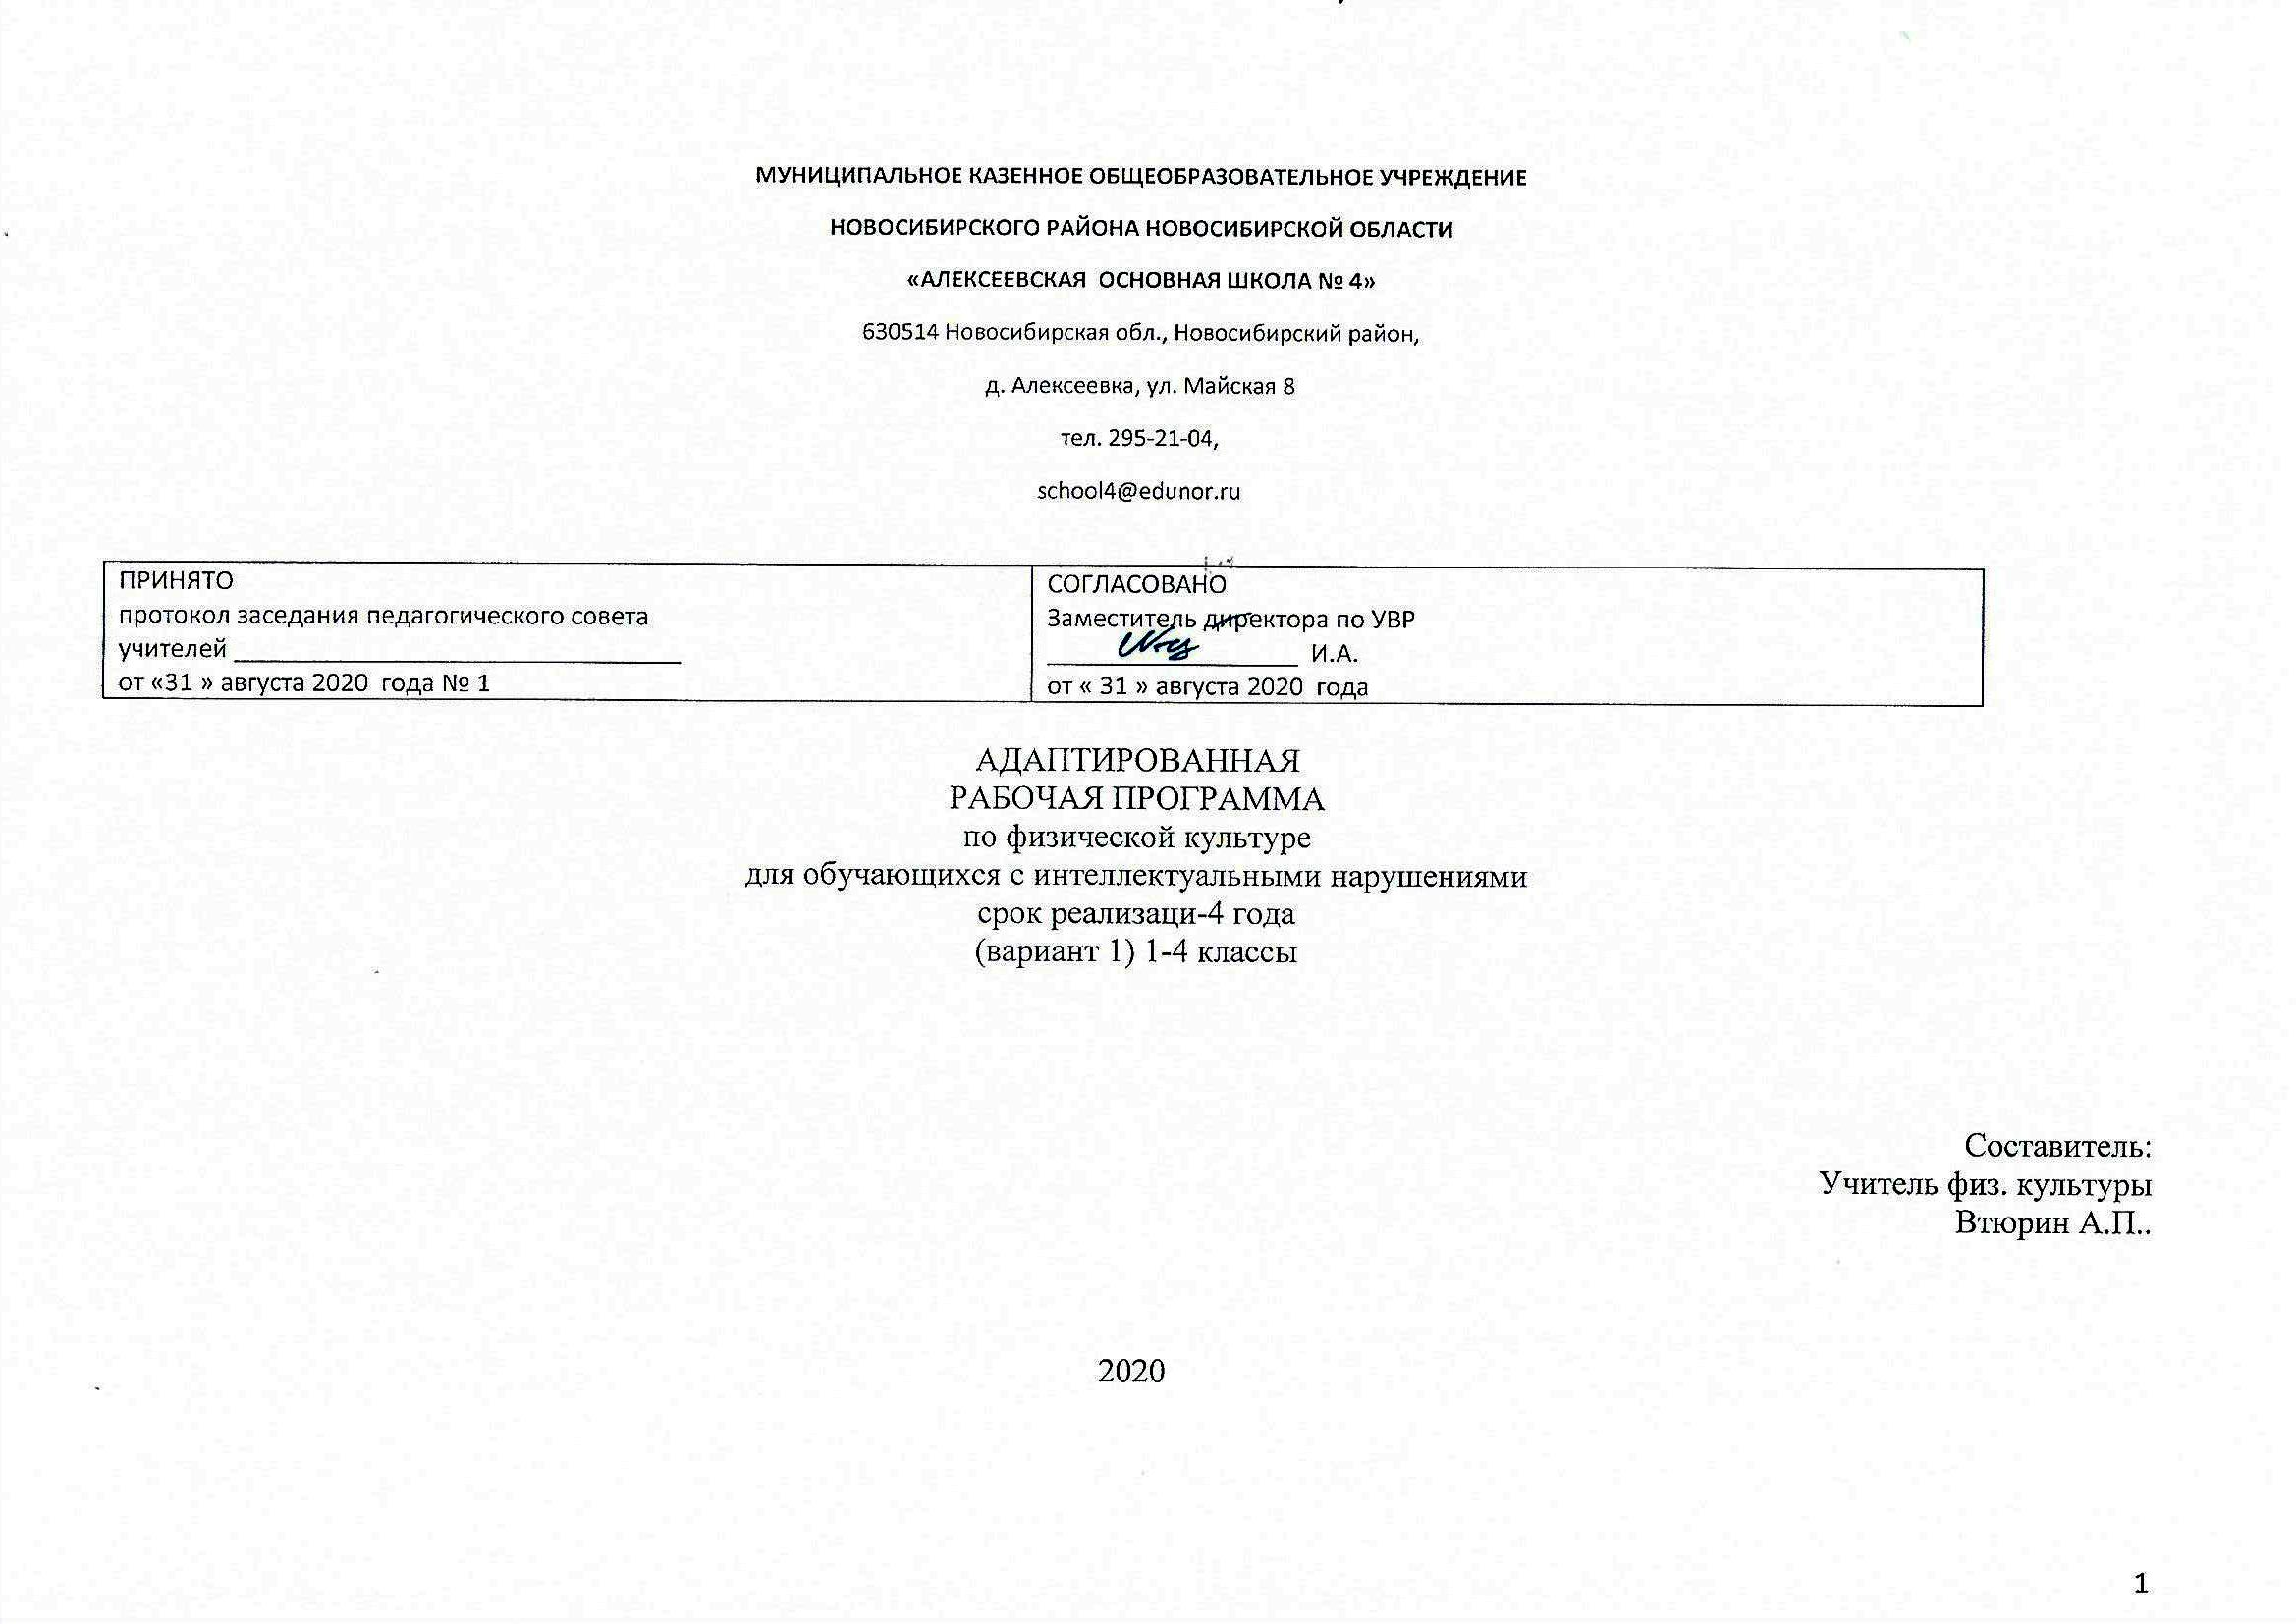 МУНИЦИПАЛЬНОЕ КАЗЕННОЕ ОБЩЕОБРАЗОВАТЕЛЬНОЕ УЧРЕЖДЕНИЕ
НОВОСИБИРСКОГО РАЙОНА НОВОСИБИРСКОЙ ОБЛАСТИ
«АЛЕКСЕЕВСКАЯ ОСНОВНАЯ ШКОЛА № 4»
630514 Новосибирская обл., Новосибирский район,
д. Алексеевка, ул. Майская 8
тел. 295-21-04,
school4@edunor.ru
ПРИНЯТО
протокол заседания педагогического совета
учителей ________________________________
от «31 » августа 2020 года № 1
СОГЛАСОВАНО
Заместитель директора по УВР
__________________ И.А.
от « 31 » августа 2020 года
АДАПТИРОВАННАЯ
РАБОЧАЯ ПРОГРАММА
по физической культуре
для обучающихся с интеллектуальными нарушениями
срок реализаци-4 года
(вариант 1) 1-4 классы
Составитель:
Учитель физ. культуры
Втюрин А.П..
2020
1